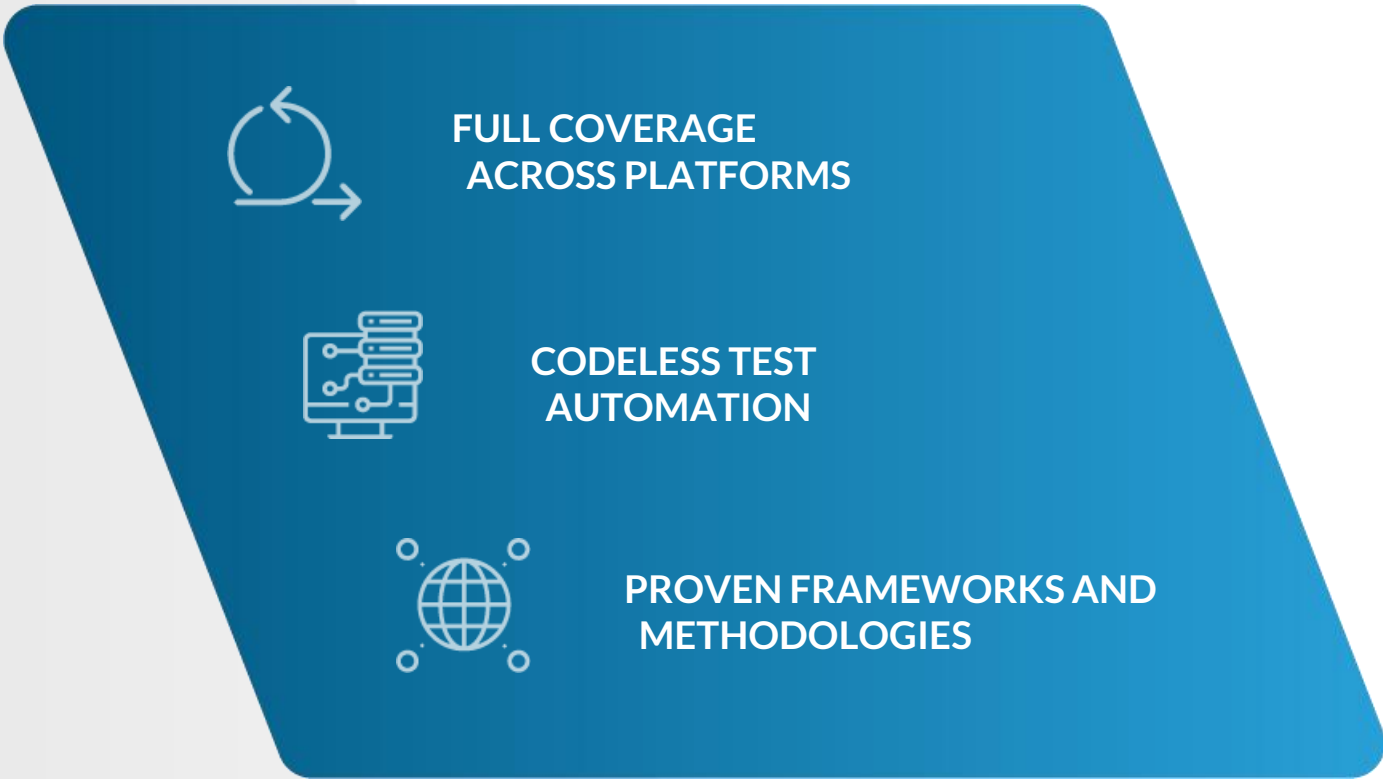 FULL COVERAGE
ACROSS PLATFORMS
CODELESS TEST
AUTOMATION
PROVEN FRAMEWORKS AND
METHODOLOGIES